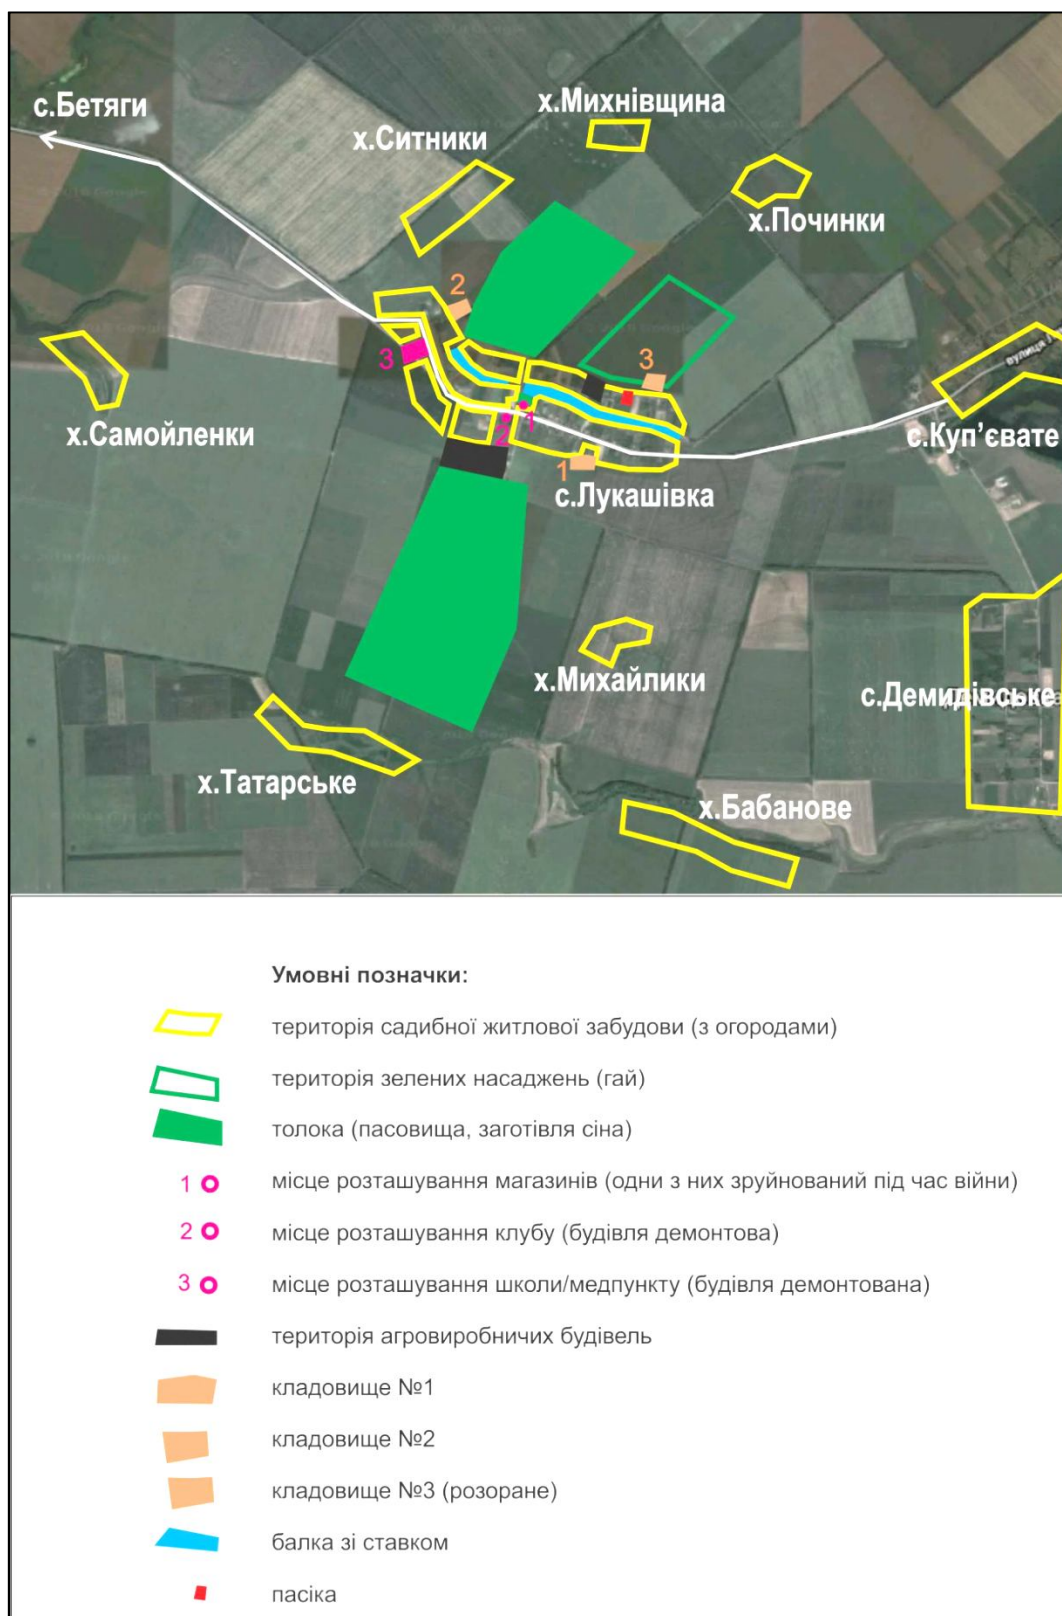 с.Бетяги
х.Михнівщина
х.Ситники
х.Починки
2
3
3
вулиця
х.Самойленки
1
2
с.Куп’євате
1
с.Лукашівка
х.Михайлики
с.Демидівське
х.Татарське
х.Бабанове
Умовні позначки:
територія садибної житлової забудови (з огородами)
територія зелених насаджень (гай)
толока (пасовища, заготівля сіна)
1 місце розташування магазинів (одни з них зруйнований під час війни)
2 місце розташування клубу (будівля демонтова)
3 місце розташування школи/медпункту (будівля демонтована)
територія агровиробничих будівель
кладовище №1
кладовище №2
кладовище №3 (розоране)
балка зі ставком
пасіка